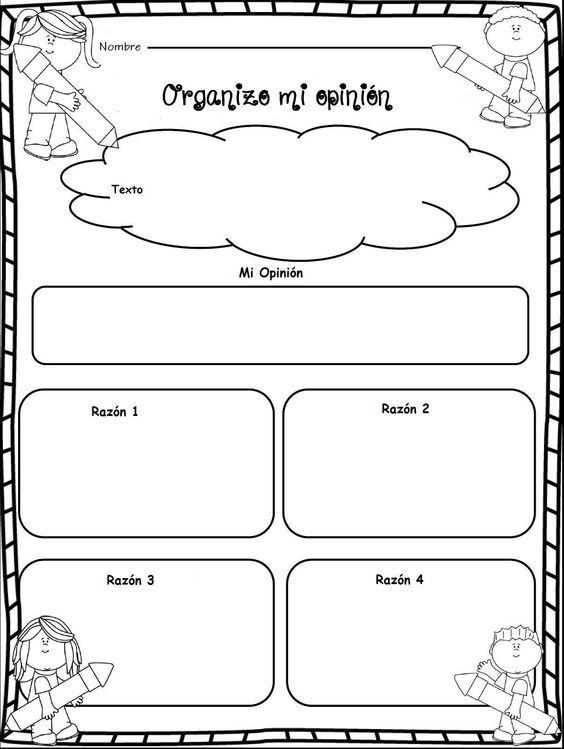 Nombre
Organizo mi opinión
Texto
Mi Opinión
Razón 1
Razón 2
Razón 3
Razón 4